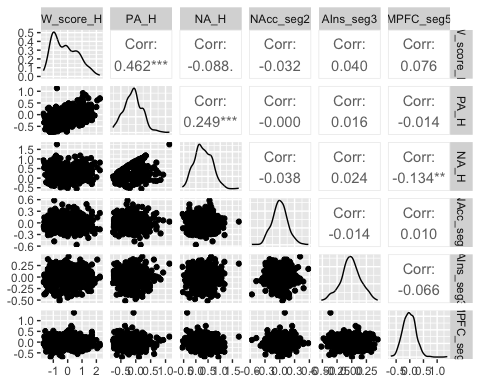 W_score_H PA_H NA_H NAcc_seg2 AIns_seg3 MPFC_seg5
Corr: Corr: Corr: Corr: Corr:
0.462*** -0.088. -0.032 0.040 0.076
Corr: Corr: Corr: Corr:
0.249*** -0.000 0.016 -0.014
Corr: Corr: Corr:
-0.038 0.024 -0.134**
Corr: Corr:
-0.014 0.010
Corr:
-0.066
0.5
0.4
0.3
0.2
0.1
0.0
1.0
0.5
0.0
-0.5
1.5
1.0
0.5
0.0
-0.5
0.6
0.3
0.0
-0.3
-0.6
0.25
0.00
-0.25
-0.50
1.0
0.5
0.0
-0.5
-1 0 1 2
PA_H
NA_H